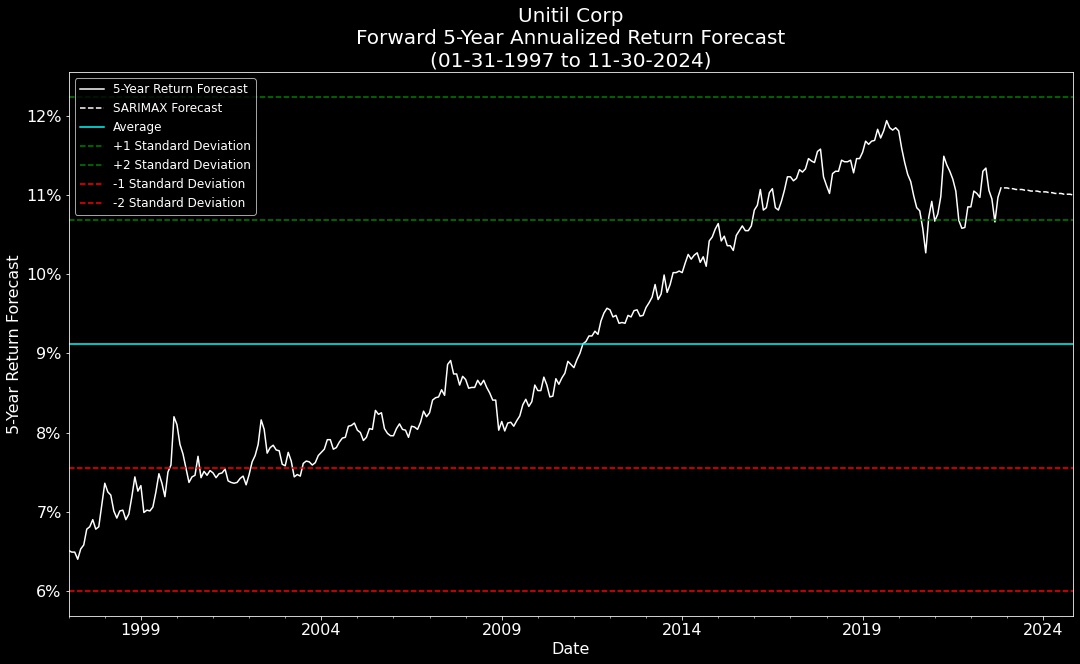 Unitil Corp
Forward 5-Year Annualized Return Forecast
(01-31-1997 to 11-30-2024)
5-Year Return Forecast
SARIMAX Forecast
Average
+1 Standard Deviation
+2 Standard Deviation
-1 Standard Deviation
-2 Standard Deviation
5-Year Return Forecast
12%
11%
10%
9%
8%
7%
6%
1999
2004
2009
2014
2019
2024
Date